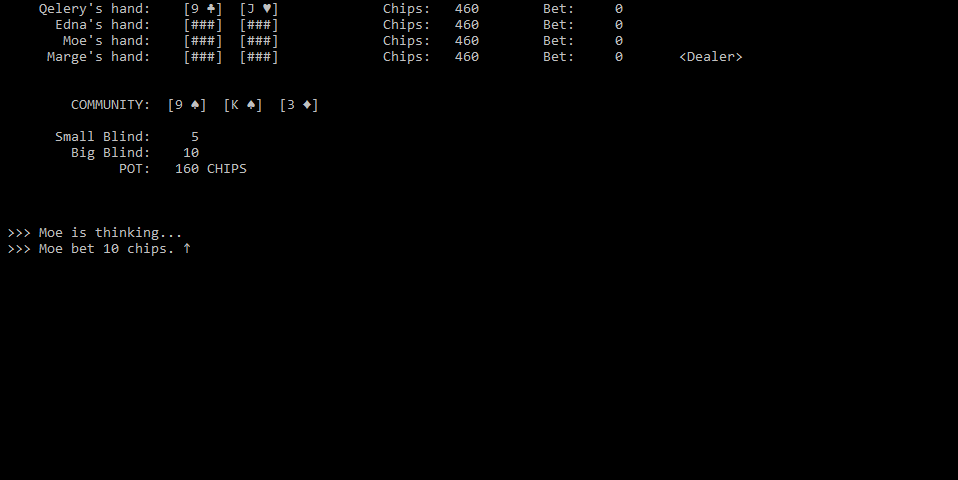 Qelery's hand: [9 ♣] [J ♥] Chips: 460 Bet: 0
Edna's hand: [###] [###] Chips: 460 Bet: 0
Moe's hand: [###] [###] Chips: 460 Bet: 0
Marge's hand: [###] [###] Chips: 460 Bet: 0 <Dealer>
COMMUNITY: [9 ♠] [K ♠] [3 ♦]
Small Blind: 5
Big Blind: 10
POT: 160 CHIPS
>>> Moe is thinking...
>>> Moe bet 10 chips. ↑